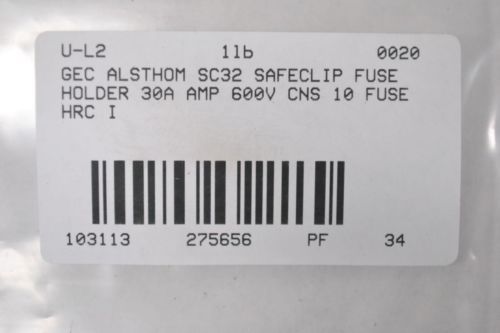 U-L2 1lb 0020
GEC ALSTHOM SC32 SAFECLIP FUSE
HOLDER 30A AMP 600V CNS 10 FUSE
HRC I
103113 275656 PF 34